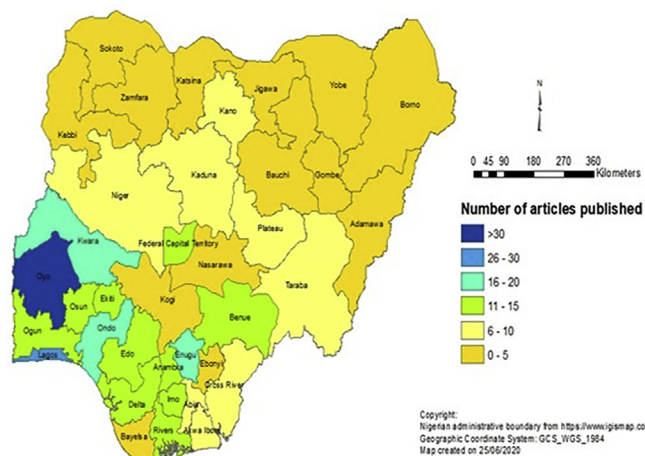 Sokoto
Katsina
Jigawa
Yobe
Zamfara
Kano
Borno
Kebbi
Kaduna
Bauchi
Gombe
Niger
Adamawa
Plateau
Kwara
Federal Capital Territory
Nasarawa
Taraba
Oyo
Kogi
Osun
Ekiti
Benue
Ogun
Ondo
Lagos
Edo
Enugu
Ebonyi
Anambra
Cross River
Delta
Imo
Abia
Bayelsa
Rivers
Akwa Ibom
N
0 45 90 180 270 360
Kilometers
Number of articles published
>30
26 - 30
16 - 20
11 - 15
6 - 10
0 - 5
Copyright:
Nigerian administrative boundary from https://www.igismap.co
Geographic Coordinate System: GCS_WGS_1984
Map created on 25/06/2020